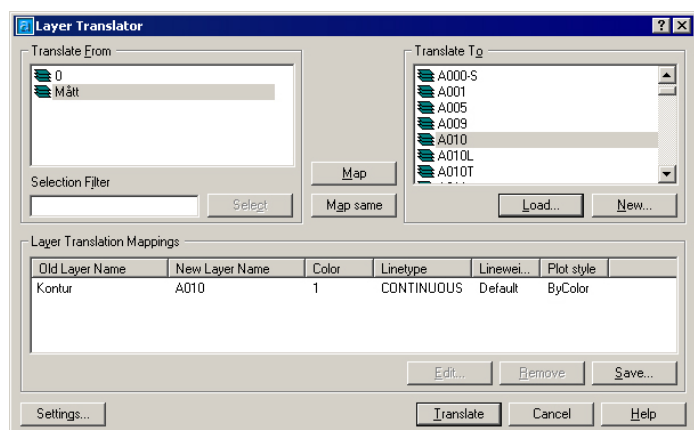 Layer Translator
Translate From
0
Mått
Selection Filter
Select
Map
Map same
Translate To
A000-S
A001
A005
A009
A010
A010L
A010T
Load...
New...
Layer Translation Mappings
Old Layer Name New Layer Name Color Linetype Linewei... Plot style
Kontur A010 1 CONTINUOUS Default ByColor
Edit... Remove Save...
Settings... Translate Cancel Help